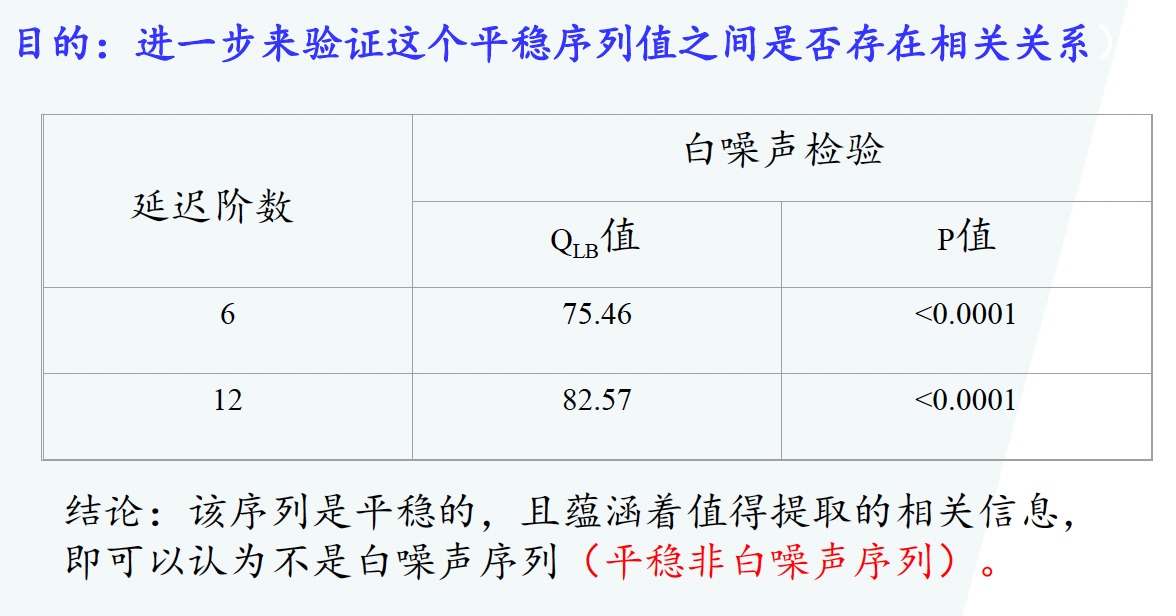 目的：进一步来验证这个平稳序列值之间是否存在相关关系
延迟阶数
白噪声检验
QLB值
P值
6
75.46
<0.0001
12
82.57
<0.0001
结论：该序列是平稳的，且蕴涵着值得提取的相关信息，
即可以认为不是白噪声序列（平稳非白噪声序列）。